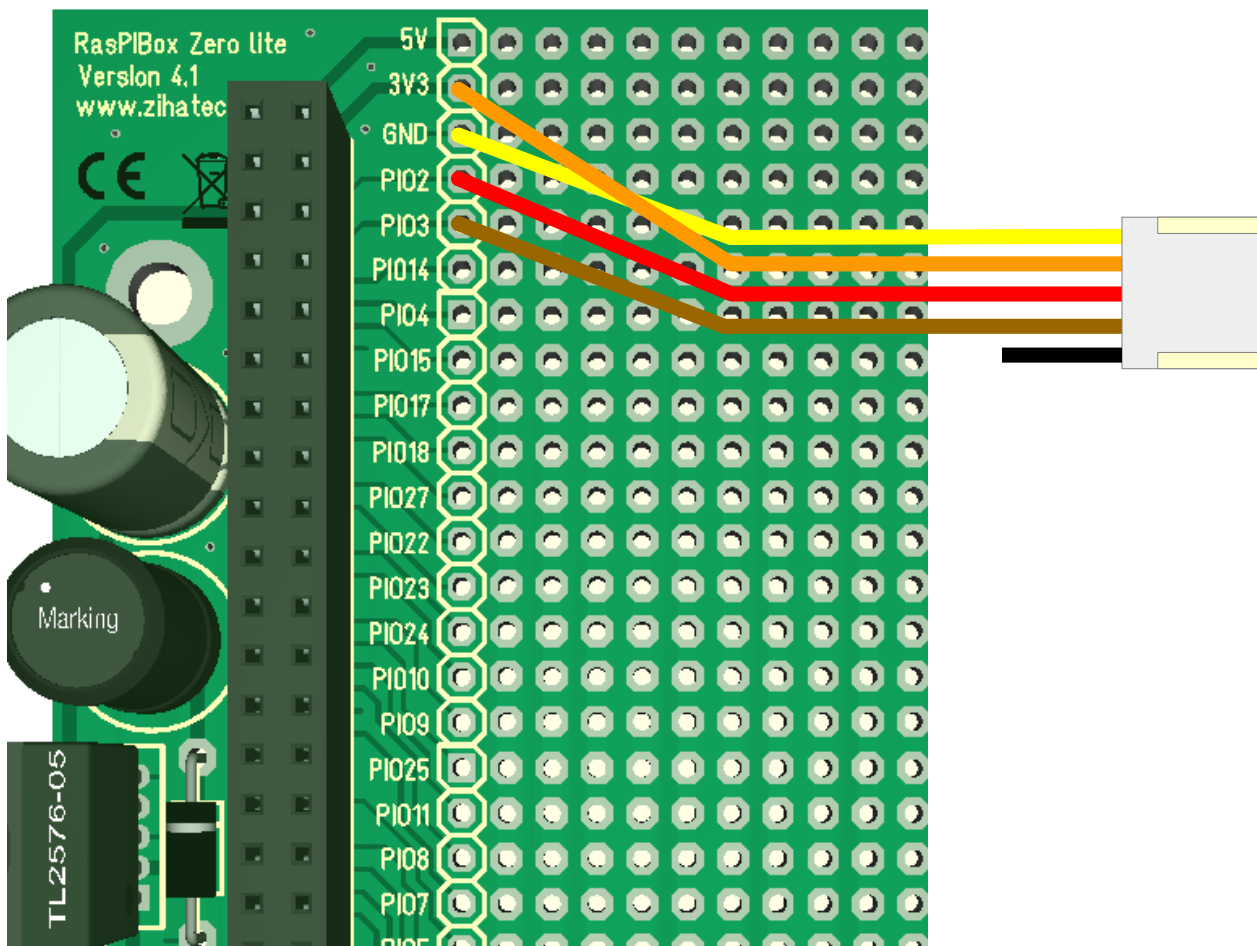 RasPIBox Zero lite
Version 4.1
www.zihatec
5V
3V3
GND
PIO2
PIO3
PIO14
PIO4
PIO15
PIO17
PIO18
PIO27
PIO22
PIO23
PIO24
PIO10
PIO9
PIO25
PIO11
PIO8
PIO7
CE
Marking
TL2576-05